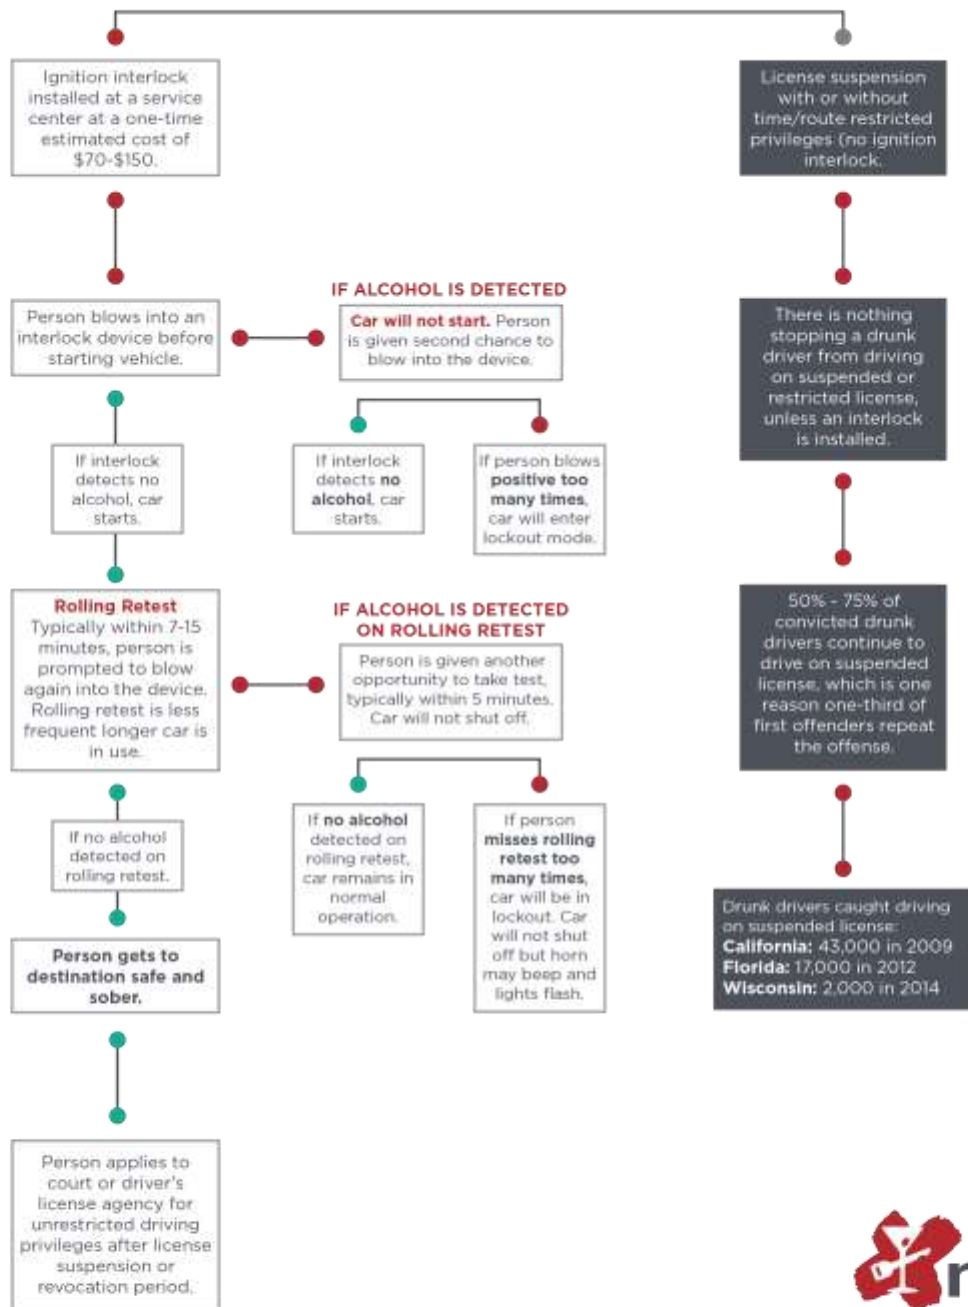 Ignition interlock
installed at a service
center at a one-time
estimated cost of
$70-$150.
License suspension
with or without
time/route restricted
privileges (no ignition
interlock.
Person blows into an
interlock device before
starting vehicle.
IF ALCOHOL IS DETECTED
Car will not start. Person
is given second chance to
blow into the device.
There is nothing
stopping a drunk
driver from driving
on suspended or
restricted license,
unless an interlock
is installed.
If interlock
detects no
alcohol, car
starts.
If interlock
detects no
alcohol, car
starts.
If person blows
positive too
many times,
car will enter
lockout mode.
Rolling Retest
Typically within 7-15
minutes, person is
prompted to blow
again into the device.
Rolling retest is less
frequent longer car is
in use.
IF ALCOHOL IS DETECTED
ON ROLLING RETEST
Person is given another
opportunity to take test,
typically within 5 minutes.
Car will not shut off.
50% - 75% of
convicted drunk
drivers continue to
drive on suspended
license, which is one
reason one-third of
first offenders repeat
the offense.
If no alcohol
detected on
rolling retest.
If no alcohol
detected on
rolling retest,
car remains in
normal
operation.
If person
misses rolling
retest too
many times,
car will be in
lockout. Car
will not shut
off but horn
may beep and
lights flash.
Drunk drivers caught driving
on suspended license:
California: 43,000 in 2009
Florida: 17,000 in 2012
Wisconsin: 2,000 in 2014
Person gets to
destination safe and
sober.
Person applies to
court or driver's
license agency for
unrestricted driving
privileges after license
suspension or
revocation period.